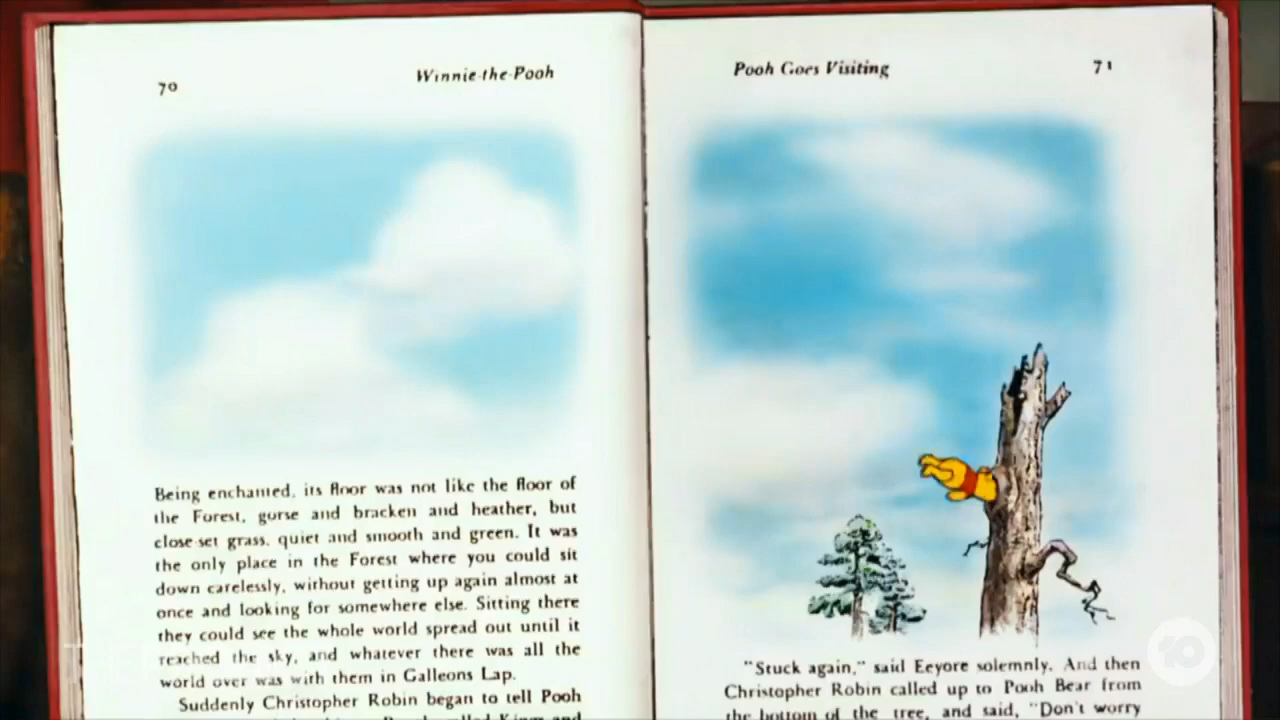 70
Winnie-the-Pooh
Being enchanted, its floor was not like the floor of
the Forest, gorse and bracken and heather, but
close-set grass, quiet and smooth and green. It was
the only place in the Forest where you could sit
down carelessly, without getting up again almost at
once and looking for somewhere else. Sitting there
they could see the whole world spread out until it
reached the sky, and whatever there was all the
world over was with them in Galleons Lap.
Suddenly Christopher Robin began to tell Pooh
called Kings and
Pooh Goes Visiting
71
"Stuck again," said Eeyore solemnly. And then
Christopher Robin called up to Pooh Bear from
the bottom of the tree, and said, "Don't worry
10